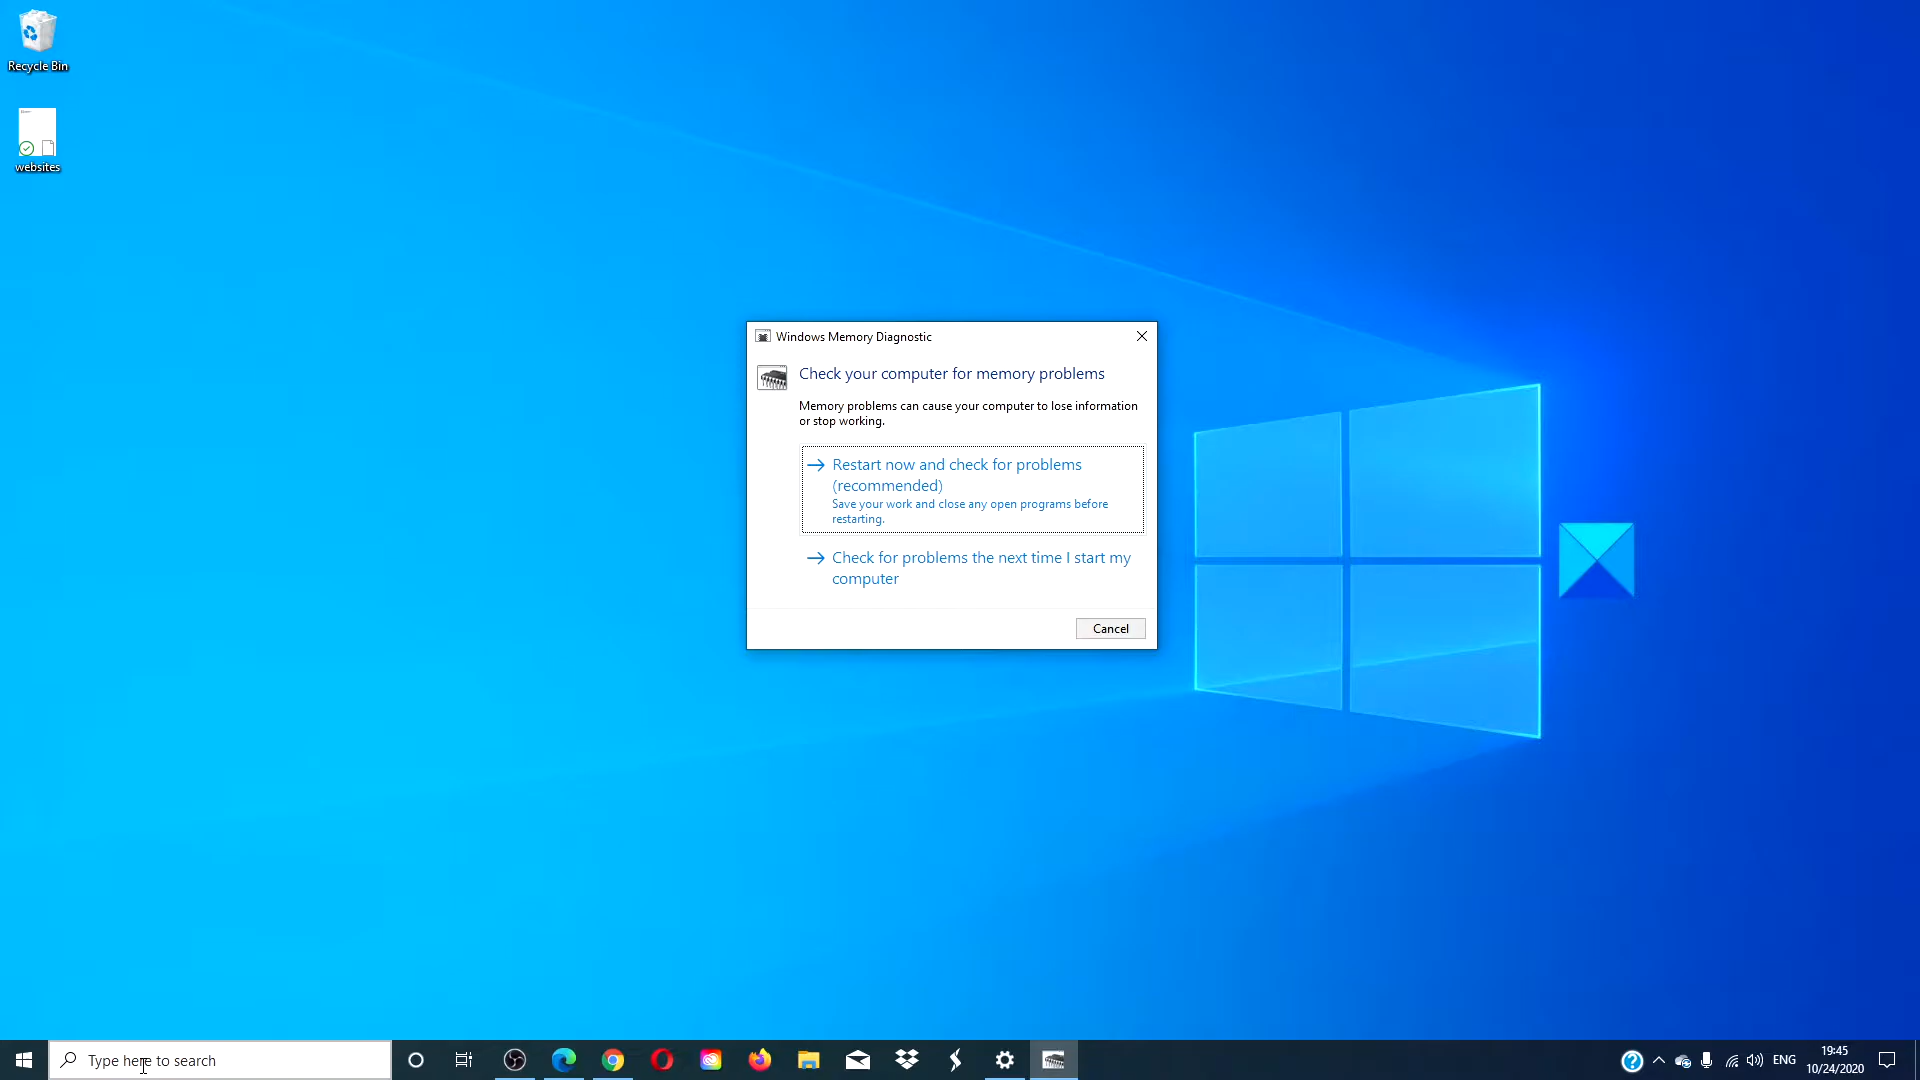 Recycle Bin
websites
Windows Memory Diagnostic
Check your computer for memory problems
Memory problems can cause your computer to lose information
or stop working.
Restart now and check for problems
(recommended)
Save your work and close any open programs before
restarting.
Check for problems the next time I start my
computer
Cancel
Type here to search
ENG
19:45
10/24/2020